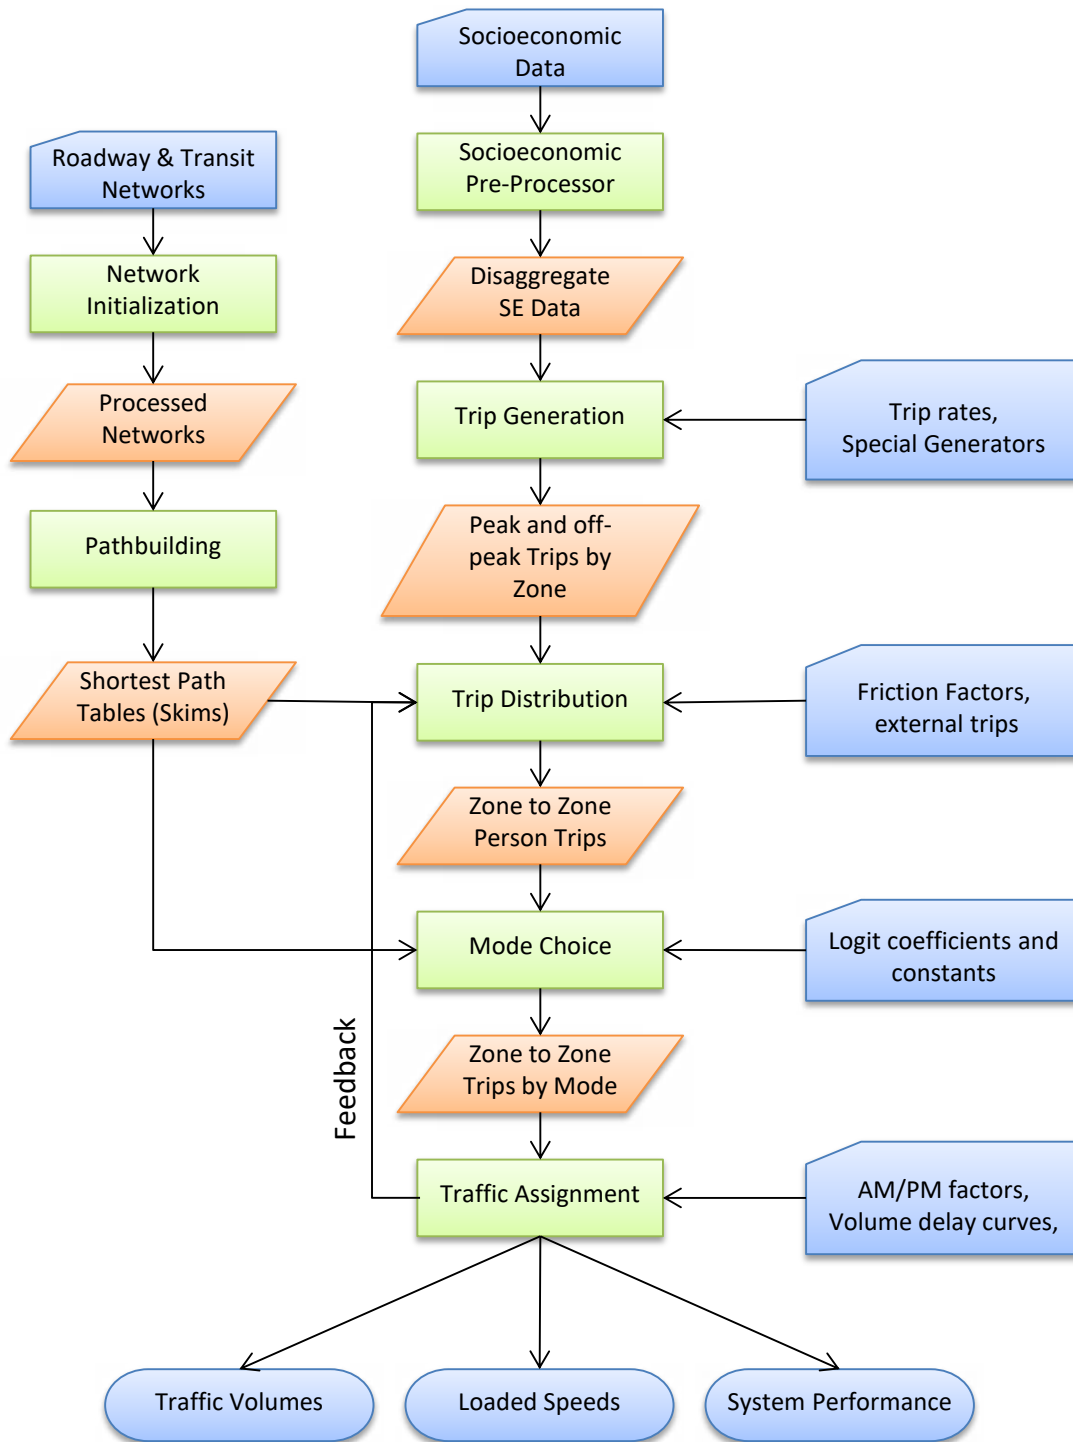 Socioeconomic
Data
Roadway & Transit
Networks
Socioeconomic
Pre-Processor
Network
Initialization
Disaggregate
SE Data
Processed
Networks
Trip Generation
Trip rates,
Special Generators
Pathbuilding
Peak and off-
peak Trips by
Zone
Shortest Path
Tables (Skims)
Trip Distribution
Friction Factors,
external trips
Zone to Zone
Person Trips
Mode Choice
Logit coefficients and
constants
Feedback
Zone to Zone
Trips by Mode
Traffic Assignment
AM/PM factors,
Volume delay curves,
Traffic Volumes
Loaded Speeds
System Performance